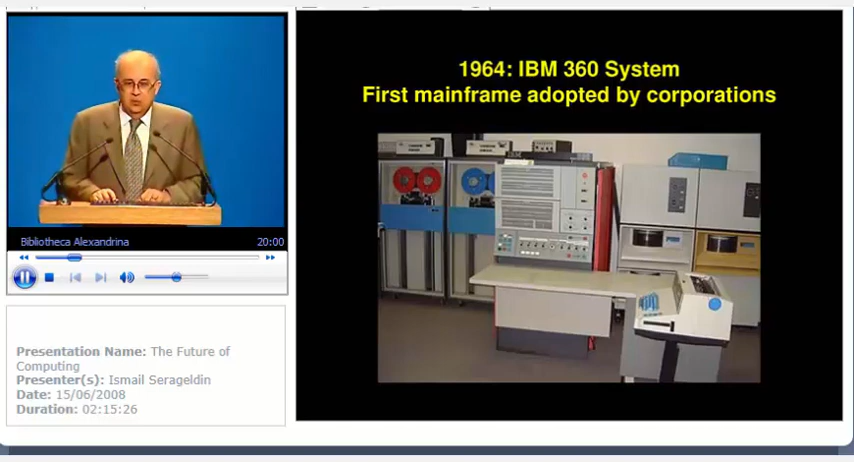 Bibliotheca Alexandrina
20:00
Presentation Name: The Future of
Computing
Presenter(s): Ismail Serageldin
Date: 15/06/2008
Duration: 02:15:26
1964: IBM 360 System
First mainframe adopted by corporations
IBM